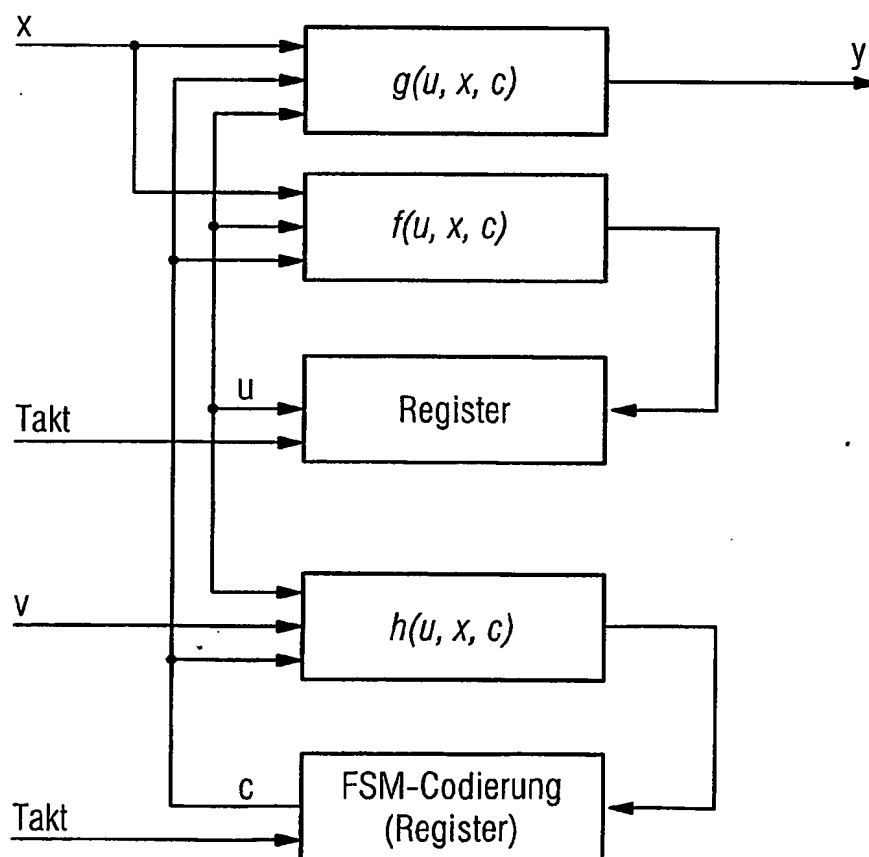 x
g(u, x, c)
y
f(u, x, c)
u
Register
Takt
v
h(u, x, c)
c
FSM-Codierung
(Register)
Takt